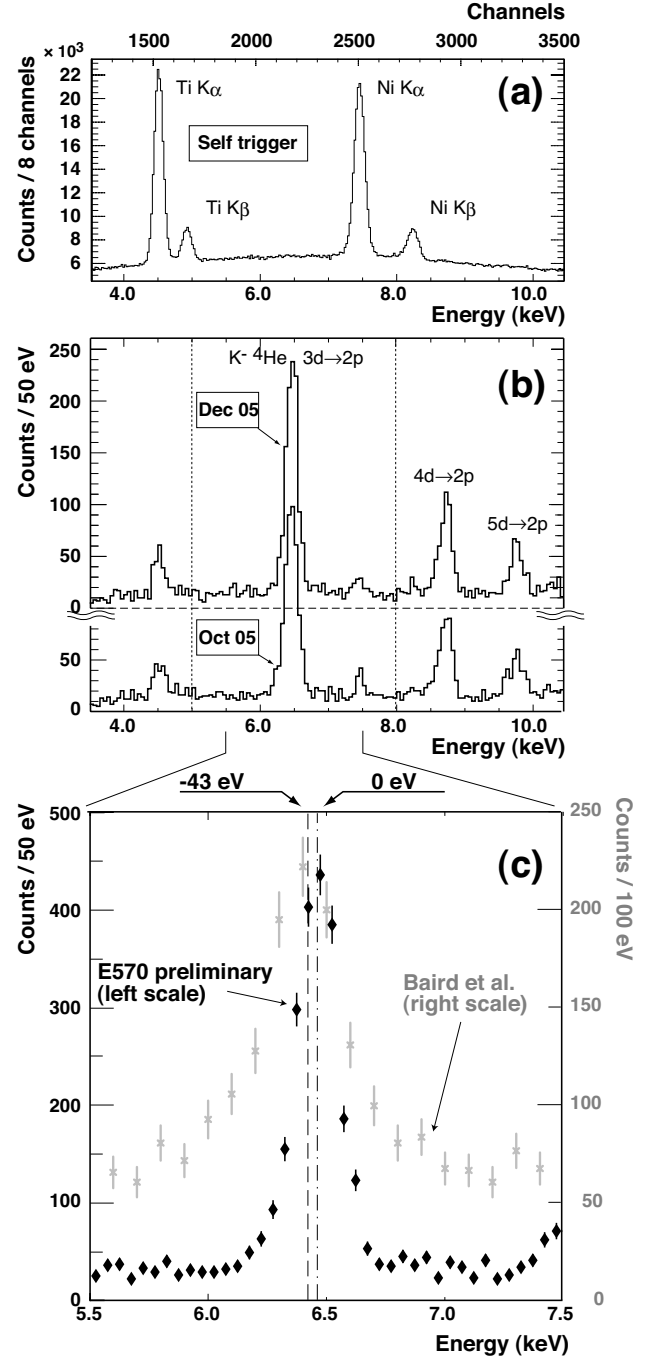 Channels
1500 2000 2500 3000 3500
× 10³
Counts / 8 channels
22
20
18
16
14
12
10
8
6
Ti Kα
Ni Kα
(a)
Self trigger
Ti Kβ
Ni Kβ
4.0 6.0 8.0 10.0
Energy (keV)
Counts / 50 eV
250
200
150
100
50
0
50
0
K- 4He 3d→2p
(b)
Dec 05
4d→2p
5d→2p
Oct 05
4.0 6.0 8.0 10.0
Energy (keV)
-43 eV 0 eV
Counts / 50 eV
500
400
300
200
100
0
(c)
Counts / 100 eV
250
200
150
100
50
0
E570 preliminary
(left scale)
Baird et al.
(right scale)
5.5 6.0 6.5 7.0 7.5
Energy (keV)